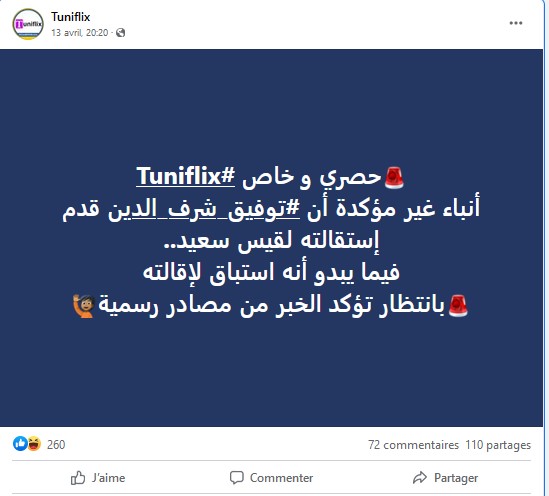 Tuniflix
13 avril, 20:20
🚨حصري و خاص #Tuniflix
أنباء غير مؤكدة أن #توفيق_شرف_الدين قدم
إستقالته لقيس سعيد..
فيما يبدو أنه استباق لإقالته
🚨بانتظار تؤكد الخبر من مصادر رسمية🙋🏾
260
72 commentaires 110 partages
J'aime
Commenter
Partager